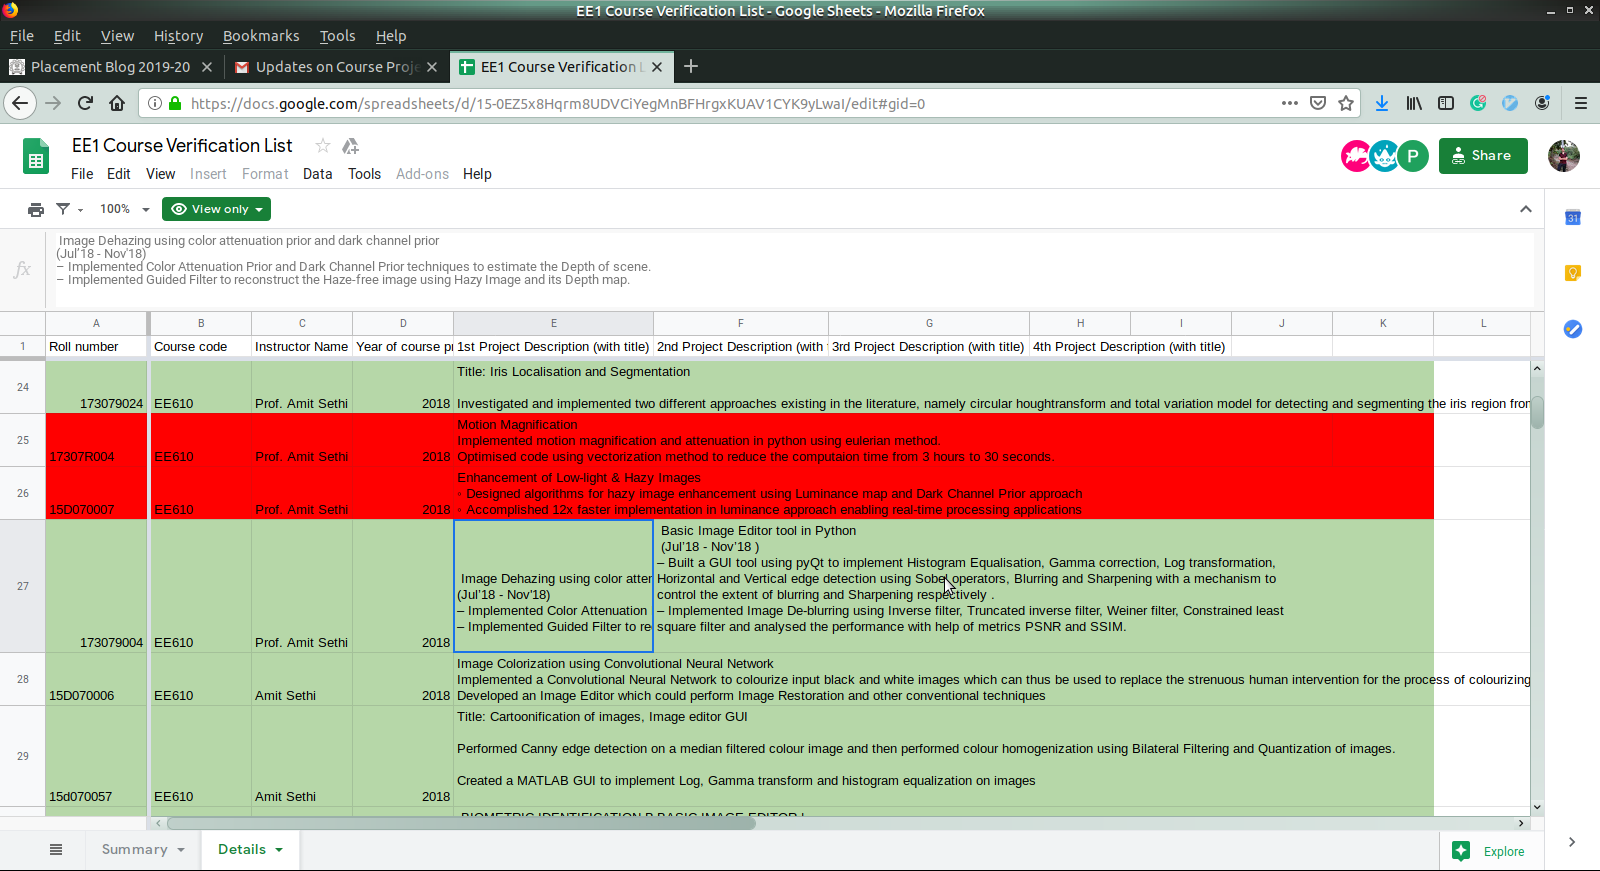 EE1 Course Verification List - Google Sheets - Mozilla Firefox
File Edit View History Bookmarks Tools Help
Placement Blog 2019-20
Updates on Course Proje
EE1 Course Verification L
https://docs.google.com/spreadsheets/d/15-0EZ5x8Hqrm8UDVCiYegMnBFHrgxKUAV1CYK9yLwaI/edit#gid=0
EE1 Course Verification List
P
Share
File Edit View Insert Format Data Tools Add-ons Help
100%
View only
31
fx
Image Dehazing using color attenuation prior and dark channel prior
(Jul'18 - Nov'18)
– Implemented Color Attenuation Prior and Dark Channel Prior techniques to estimate the Depth of scene.
– Implemented Guided Filter to reconstruct the Haze-free image using Hazy Image and its Depth map.
A B C D E F G H I J K L
1 Roll number Course code Instructor Name Year of course p 1st Project Description (with title) 2nd Project Description (with 3rd Project Description (with title) 4th Project Description (with title)
Title: Iris Localisation and Segmentation
24
173079024 EE610 Prof. Amit Sethi 2018 Investigated and implemented two different approaches existing in the literature, namely circular houghtransform and total variation model for detecting and segmenting the iris region from
Motion Magnification
25 Implemented motion magnification and attenuation in python using eulerian method.
17307R004 EE610 Prof. Amit Sethi 2018 Optimised code using vectorization method to reduce the computaion time from 3 hours to 30 seconds.
Enhancement of Low-light & Hazy Images
26 ◦ Designed algorithms for hazy image enhancement using Luminance map and Dark Channel Prior approach
15D070007 EE610 Prof. Amit Sethi 2018 ◦ Accomplished 12x faster implementation in luminance approach enabling real-time processing applications
Basic Image Editor tool in Python
(Jul'18 - Nov'18 )
– Built a GUI tool using pyQt to implement Histogram Equalisation, Gamma correction, Log transformation,
Image Dehazing using color atter Horizontal and Vertical edge detection using Sobel operators, Blurring and Sharpening with a mechanism to
27 (Jul'18 - Nov'18) control the extent of blurring and Sharpening respectively .
– Implemented Color Attenuation – Implemented Image De-blurring using Inverse filter, Truncated inverse filter, Weiner filter, Constrained least
– Implemented Guided Filter to re square filter and analysed the performance with help of metrics PSNR and SSIM.
173079004 EE610 Prof. Amit Sethi 2018
Image Colorization using Convolutional Neural Network
28 Implemented a Convolutional Neural Network to colourize input black and white images which can thus be used to replace the strenuous human intervention for the process of colourizing
15D070006 EE610 Amit Sethi 2018 Developed an Image Editor which could perform Image Restoration and other conventional techniques
Title: Cartoonification of images, Image editor GUI
29 Performed Canny edge detection on a median filtered colour image and then performed colour homogenization using Bilateral Filtering and Quantization of images.
Created a MATLAB GUI to implement Log, Gamma transform and histogram equalization on images
15d070057 EE610 Amit Sethi 2018
Summary
Details
Explore